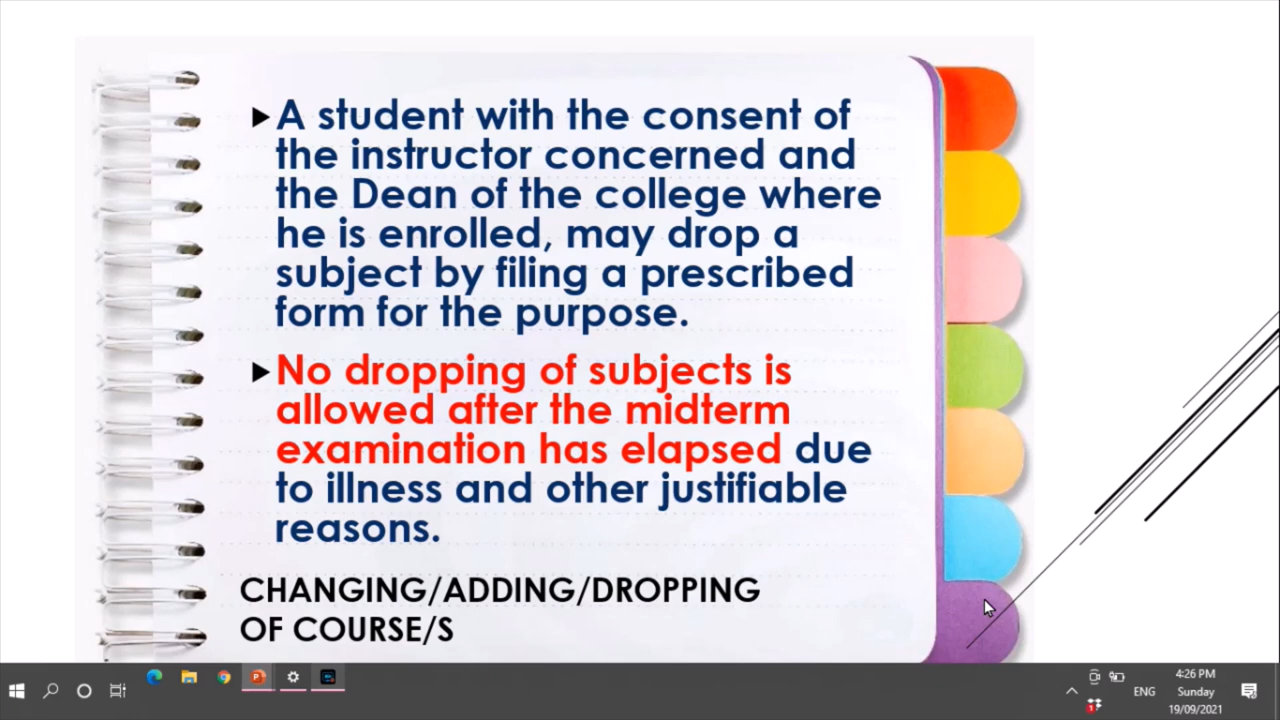 A student with the consent of
the instructor concerned and
the Dean of the college where
he is enrolled, may drop a
subject by filing a prescribed
form for the purpose.
No dropping of subjects is
allowed after the midterm
examination has elapsed due
to illness and other justifiable
reasons.
CHANGING/ADDING/DROPPING
OF COURSE/S
4:26 PM
ENG
Sunday
19/09/2021
1